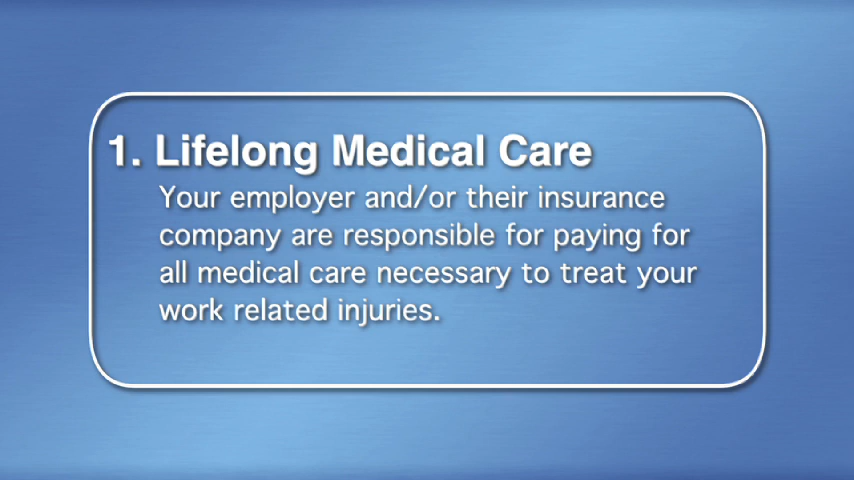 1. Lifelong Medical Care
Your employer and/or their insurance
company are responsible for paying for
all medical care necessary to treat your
work related injuries.